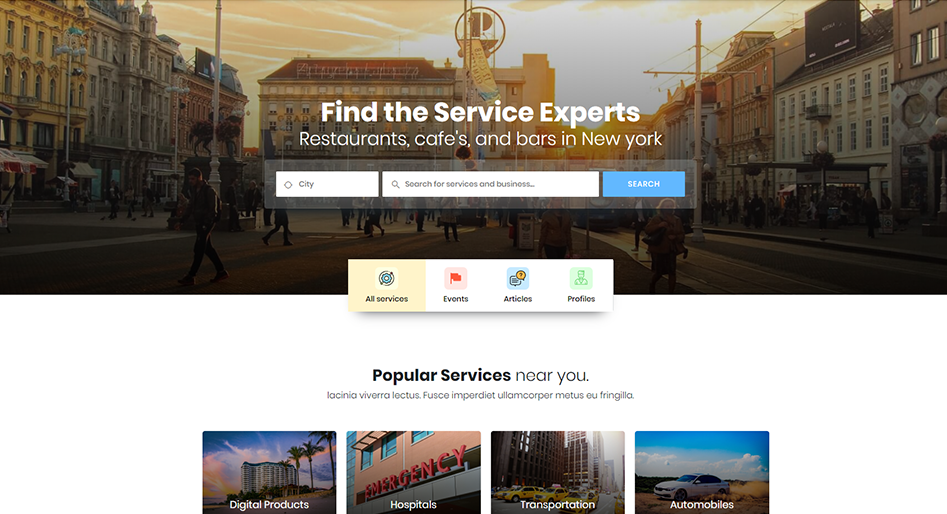 Find the Service Experts
Restaurants, cafe's, and bars in New york
City
Search for services and business...
SEARCH
All services
Events
Articles
Profiles
Popular Services near you.
lacinia viverra lectus. Fusce imperdiet ullamcorper metus eu fringilla.
EMERGENCY
Digital Products
Hospitals
Transportation
Automobiles